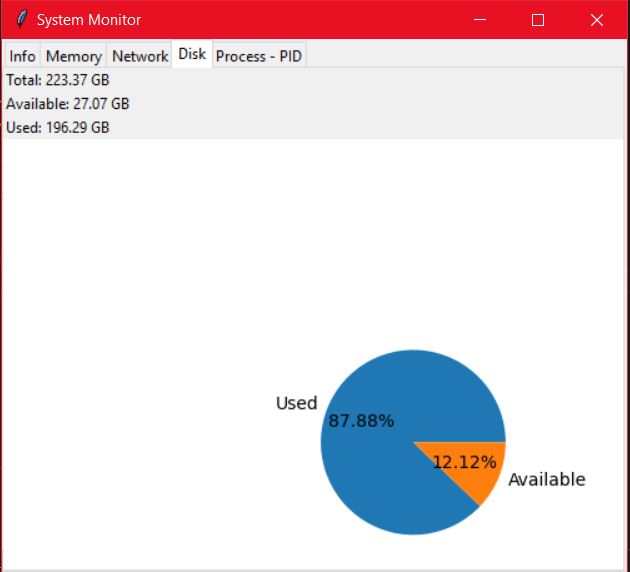 System Monitor
Info Memory Network Disk Process - PID
Total: 223.37 GB
Available: 27.07 GB
Used: 196.29 GB
Used
87.88%
12.12%
Available